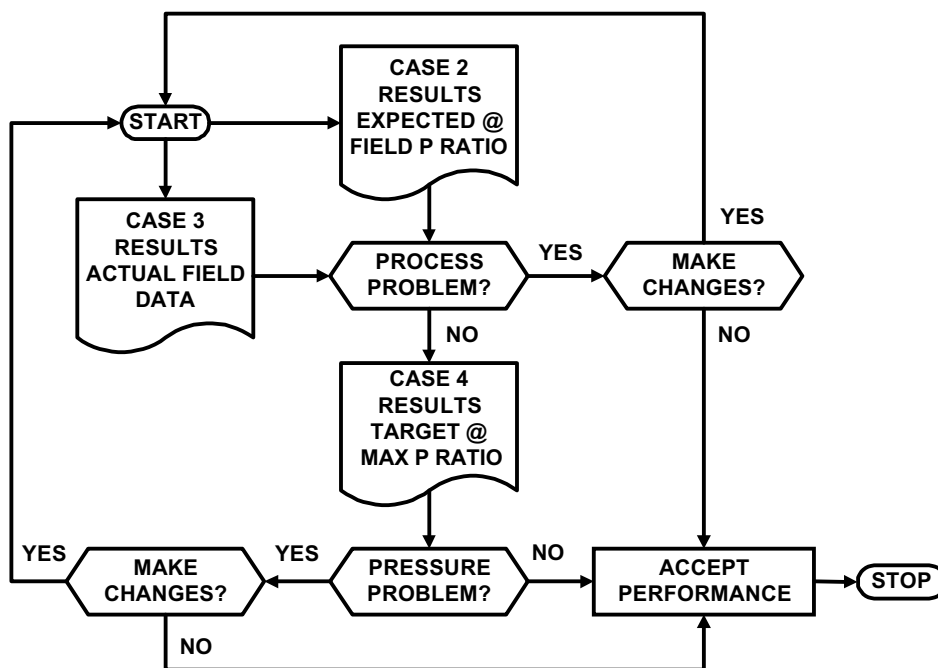 CASE 2
RESULTS
EXPECTED @
FIELD P RATIO
START
CASE 3
RESULTS
ACTUAL FIELD
DATA
PROCESS
PROBLEM?
YES
MAKE
CHANGES?
YES
NO
NO
CASE 4
RESULTS
TARGET @
MAX P RATIO
YES
MAKE
CHANGES?
YES
PRESSURE
PROBLEM?
NO
ACCEPT
PERFORMANCE
STOP
NO